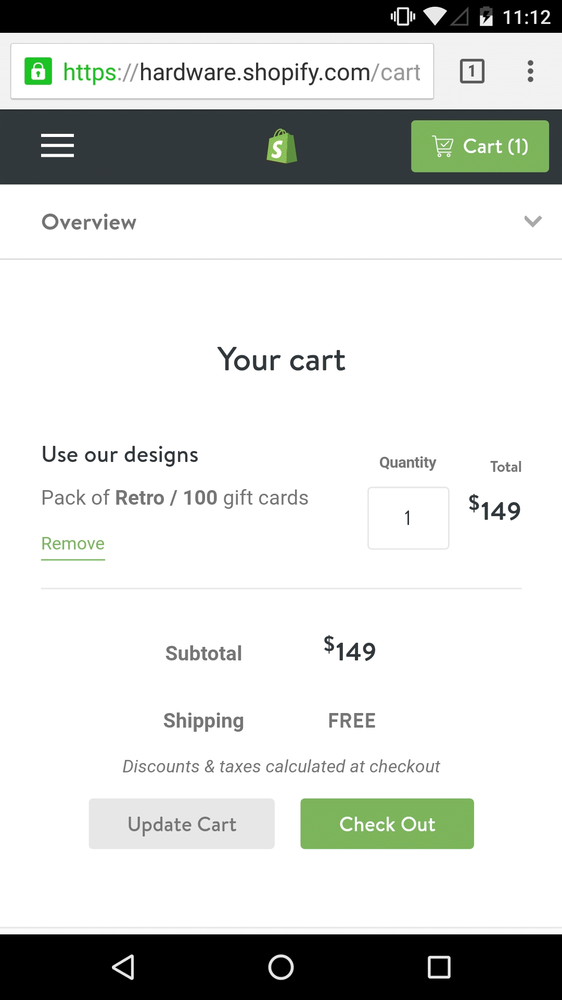 11:12
https://hardware.shopify.com/cart
1
Cart (1)
Overview
Your cart
Use our designs
Quantity
Total
Pack of Retro / 100 gift cards
1
$149
Remove
Subtotal
$149
Shipping
FREE
Discounts & taxes calculated at checkout
Update Cart
Check Out